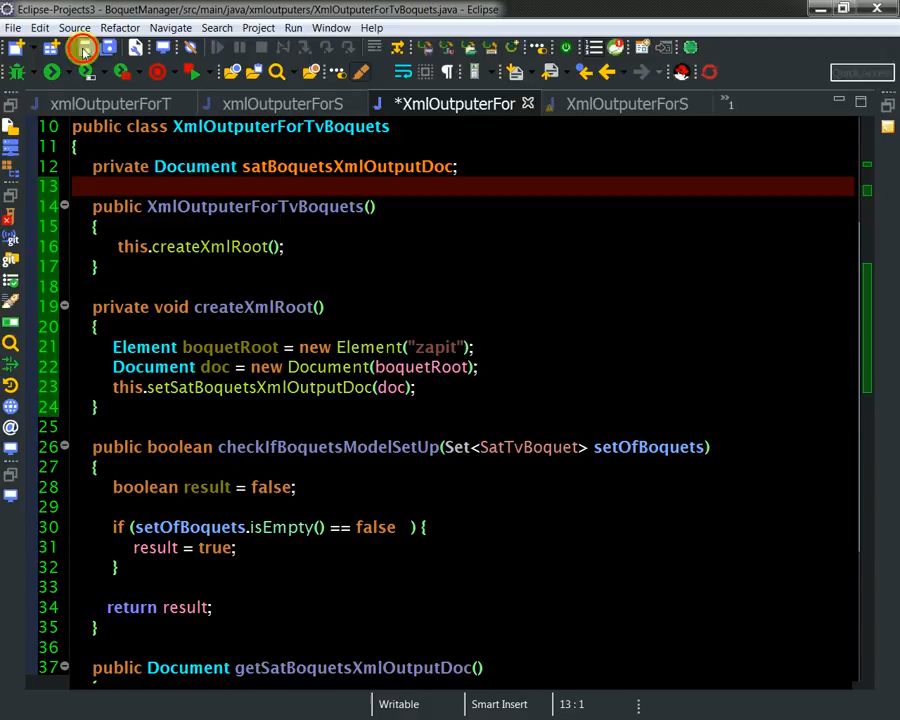 Eclipse-Projects3 - BoquetManager/src/main/java/xmloutputers/XmlOutputerForTvBoquets.java - Eclipse
File Edit Source Refactor Navigate Search Project Run Window Help
Quick Access
xmlOutputerForT xmlOutputerForS *XmlOutputerFor XmlOutputerForS »1
10 public class XmlOutputerForTvBoquets
11 {
12 private Document satBoquetsXmlOutputDoc;
13
14 public XmlOutputerForTvBoquets()
15 {
16 this.createXmlRoot();
17 }
18
19 private void createXmlRoot()
20 {
21 Element boquetRoot = new Element("zapit");
22 Document doc = new Document(boquetRoot);
23 this.setSatBoquetsXmlOutputDoc(doc);
24 }
25
26 public boolean checkIfBoquetsModelSetUp(Set<SatTvBoquet> setOfBoquets)
27 {
28 boolean result = false;
29
30 if (setOfBoquets.isEmpty() == false ) {
31 result = true;
32 }
33
34 return result;
35 }
36
37 public Document getSatBoquetsXmlOutputDoc()
Writable Smart Insert 13 : 1